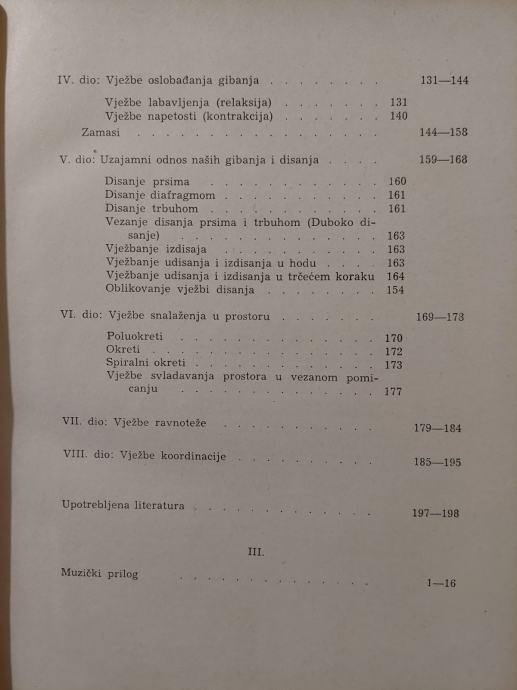 IV. dio: Vježbe oslobađanja gibanja . . . . . . . . 131—144
Vježbe labavljenja (relaksija) . . . . . . . 131
Vježbe napetosti (kontrakcija) . . . . . . . 140
Zamasi . . . . . . . . . . . . . 144—158
V. dio: Uzajamni odnos naših gibanja i disanja . . . . 159—168
Disanje prsima . . . . . . . . . . . 160
Disanje diafragmom . . . . . . . . . . 161
Disanje trbuhom . . . . . . . . . . . 161
Vezanje disanja prsima i trbuhom (Duboko di-
sanje) . . . . . . . . . . . . 163
Vježbanje izdisaja . . . . . . . . . . 163
Vježbanje udisanja i izdisanja u hodu . . . . 163
Vježbanje udisanja i izdisanja u trčećem koraku 164
Oblikovanje vježbi disanja . . . . . . . . 154
VI. dio: Vježbe snalaženja u prostoru . . . . . . . 169—173
Poluokreti . . . . . . . . . . . . 170
Okreti . . . . . . . . . . . . . 172
Spiralni okreti . . . . . . . . . . . 173
Vježbe svladavanja prostora u vezanom pomi-
canju . . . . . . . . . . . . 177
VII. dio: Vježbe ravnoteže . . . . . . . . . . . 179—184
VIII. dio: Vježbe koordinacije . . . . . . . . . . 185—195
Upotrebljena literatura . . . . . . . . . . . . . 197—198
III.
Muzički prilog . . . . . . . . . . . . . 1—16